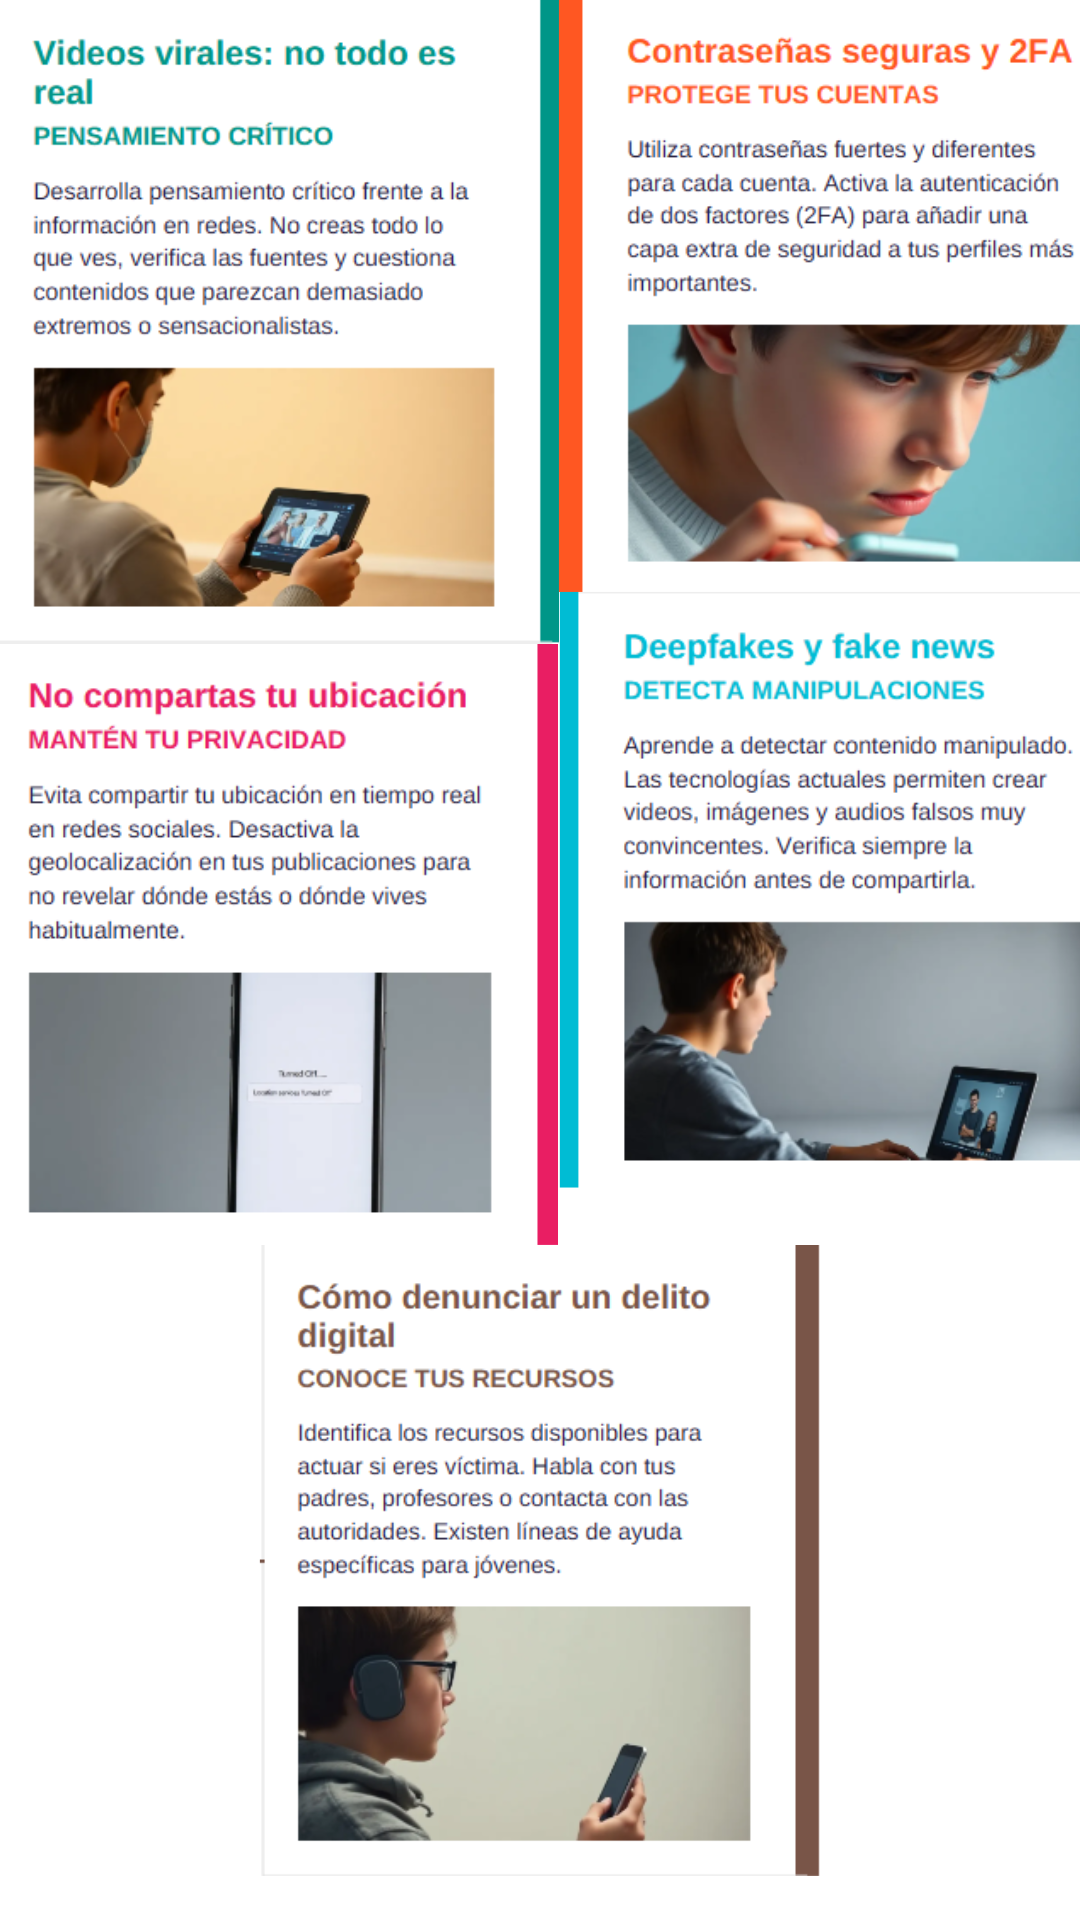 Videos virales: no todo es
real
PENSAMIENTO CRÍTICO
Desarrolla pensamiento crítico frente a la
información en redes. No creas todo lo
que ves, verifica las fuentes y cuestiona
contenidos que parezcan demasiado
extremos o sensacionalistas.
Contraseñas seguras y 2FA
PROTEGE TUS CUENTAS
Utiliza contraseñas fuertes y diferentes
para cada cuenta. Activa la autenticación
de dos factores (2FA) para añadir una
capa extra de seguridad a tus perfiles más
importantes.
No compartas tu ubicación
MANTÉN TU PRIVACIDAD
Evita compartir tu ubicación en tiempo real
en redes sociales. Desactiva la
geolocalización en tus publicaciones para
no revelar dónde estás o dónde vives
habitualmente.
Turned Off....
Location services Turned Off"
Deepfakes y fake news
DETECTA MANIPULACIONES
Aprende a detectar contenido manipulado.
Las tecnologías actuales permiten crear
videos, imágenes y audios falsos muy
convincentes. Verifica siempre la
información antes de compartirla.
Cómo denunciar un delito
digital
CONOCE TUS RECURSOS
Identifica los recursos disponibles para
actuar si eres víctima. Habla con tus
padres, profesores o contacta con las
autoridades. Existen líneas de ayuda
específicas para jóvenes.